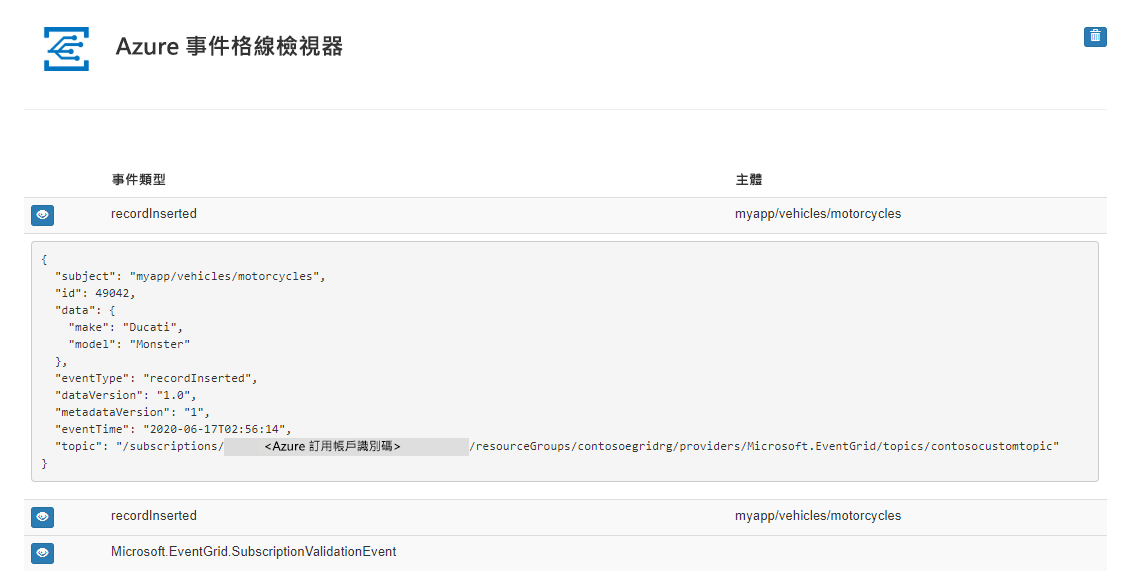 Azure 事件格線檢視器
事件類型 主體
recordInserted myapp/vehicles/motorcycles
{
  "subject": "myapp/vehicles/motorcycles",
  "id": 49042,
  "data": {
    "make": "Ducati",
    "model": "Monster"
  },
  "eventType": "recordInserted",
  "dataVersion": "1.0",
  "metadataVersion": "1",
  "eventTime": "2020-06-17T02:56:14",
  "topic": "/subscriptions/ <Azure 訂用帳戶識別碼> /resourceGroups/contosoegridrg/providers/Microsoft.EventGrid/topics/contosocustomtopic"
}
recordInserted myapp/vehicles/motorcycles
Microsoft.EventGrid.SubscriptionValidationEvent